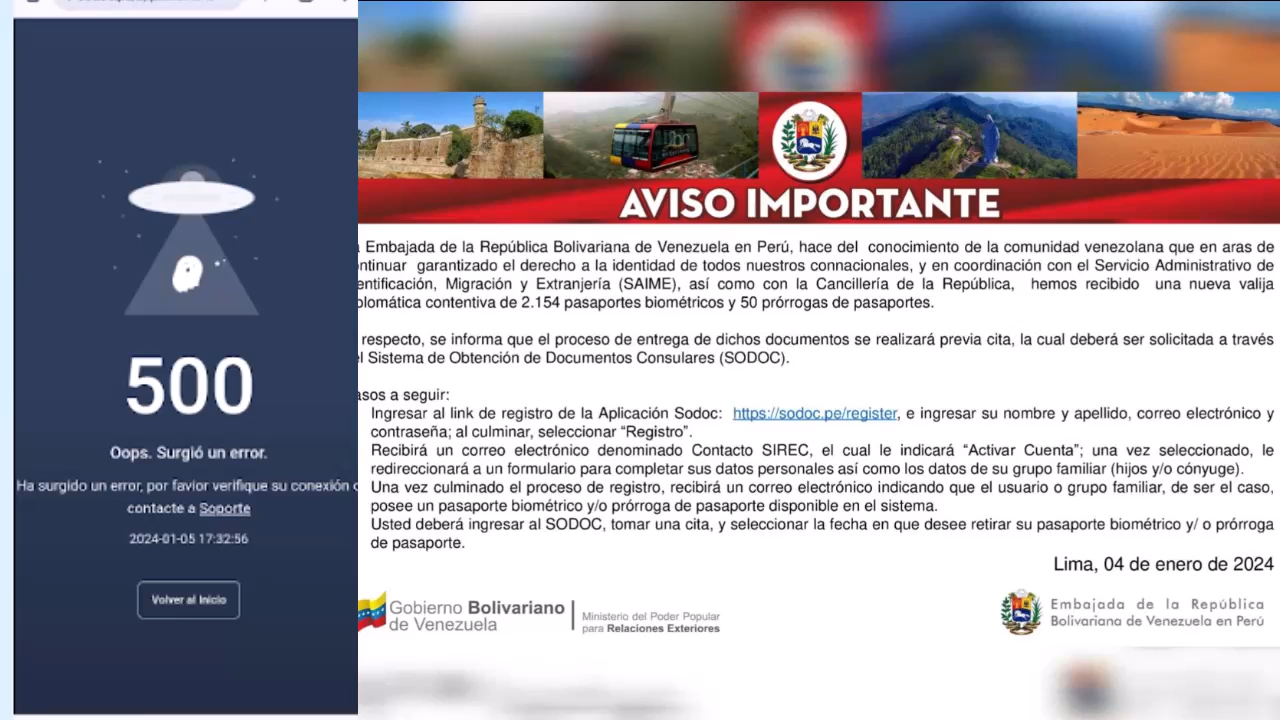 500
Oops. Surgió un error.
Ha surgido un error, por favior verifique su conexión o
contacte a Soporte
2024-01-05 17:32:56
Volver al Inicio
AVISO IMPORTANTE
a Embajada de la República Bolivariana de Venezuela en Perú, hace del conocimiento de la comunidad venezolana que en aras de
ntinuar garantizado el derecho a la identidad de todos nuestros connacionales, y en coordinación con el Servicio Administrativo de
entificación, Migración y Extranjería (SAIME), así como con la Cancillería de la República, hemos recibido una nueva valija
olomática contentiva de 2.154 pasaportes biométricos y 50 prórrogas de pasaportes.
respecto, se informa que el proceso de entrega de dichos documentos se realizará previa cita, la cual deberá ser solicitada a través
el Sistema de Obtención de Documentos Consulares (SODOC).
asos a seguir:
Ingresar al link de registro de la Aplicación Sodoc: https://sodoc.pe/register, e ingresar su nombre y apellido, correo electrónico y
contraseña; al culminar, seleccionar “Registro”.
Recibirá un correo electrónico denominado Contacto SIREC, el cual le indicará “Activar Cuenta”; una vez seleccionado, le
redireccionará a un formulario para completar sus datos personales así como los datos de su grupo familiar (hijos y/o cónyuge).
Una vez culminado el proceso de registro, recibirá un correo electrónico indicando que el usuario o grupo familiar, de ser el caso,
posee un pasaporte biométrico y/o prórroga de pasaporte disponible en el sistema.
Usted deberá ingresar al SODOC, tomar una cita, y seleccionar la fecha en que desee retirar su pasaporte biométrico y/ o prórroga
de pasaporte.
Lima, 04 de enero de 2024
Gobierno Bolivariano
de Venezuela
Ministerio del Poder Popular
para Relaciones Exteriores
Embajada de la República
Bolivariana de Venezuela en Perú